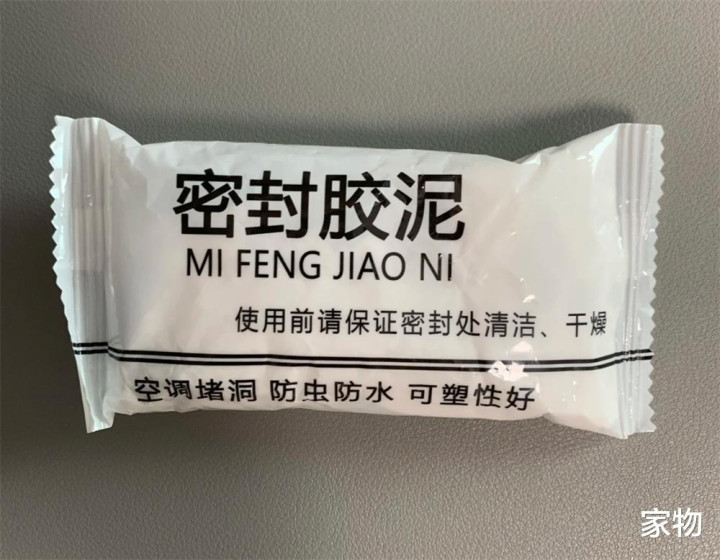 密封胶泥
MI FENG JIAO NI
使用前请保证密封处清洁、干燥
空调堵洞 防虫防水 可塑性好
家物